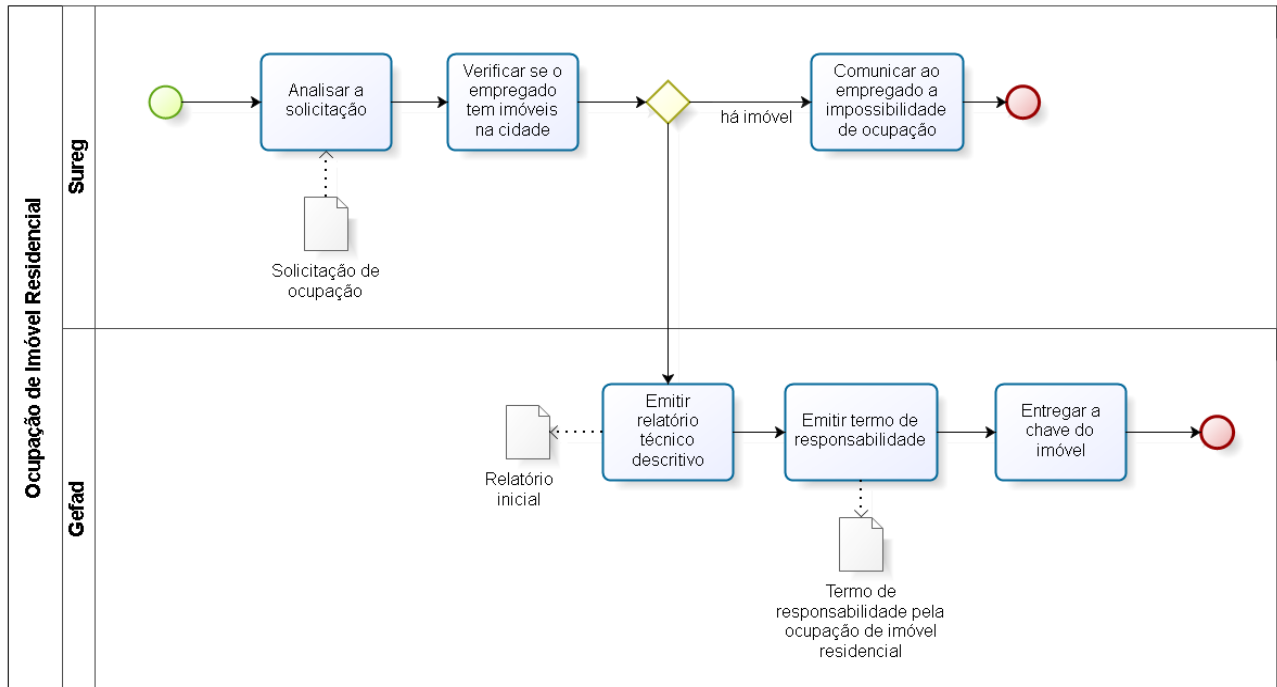 Ocupação de Imóvel Residencial
Sureg
Analisar a
solicitação
Verificar se o
empregado
tem imóveis
na cidade
há imóvel
Comunicar ao
empregado a
impossibilidade
de ocupação
Solicitação de
ocupação
Gefad
Emitir
relatório
técnico
descritivo
Relatório
inicial
Emitir termo de
responsabilidade
Termo de
responsabilidade pela
ocupação de imóvel
residencial
Entregar a
chave do
imóvel